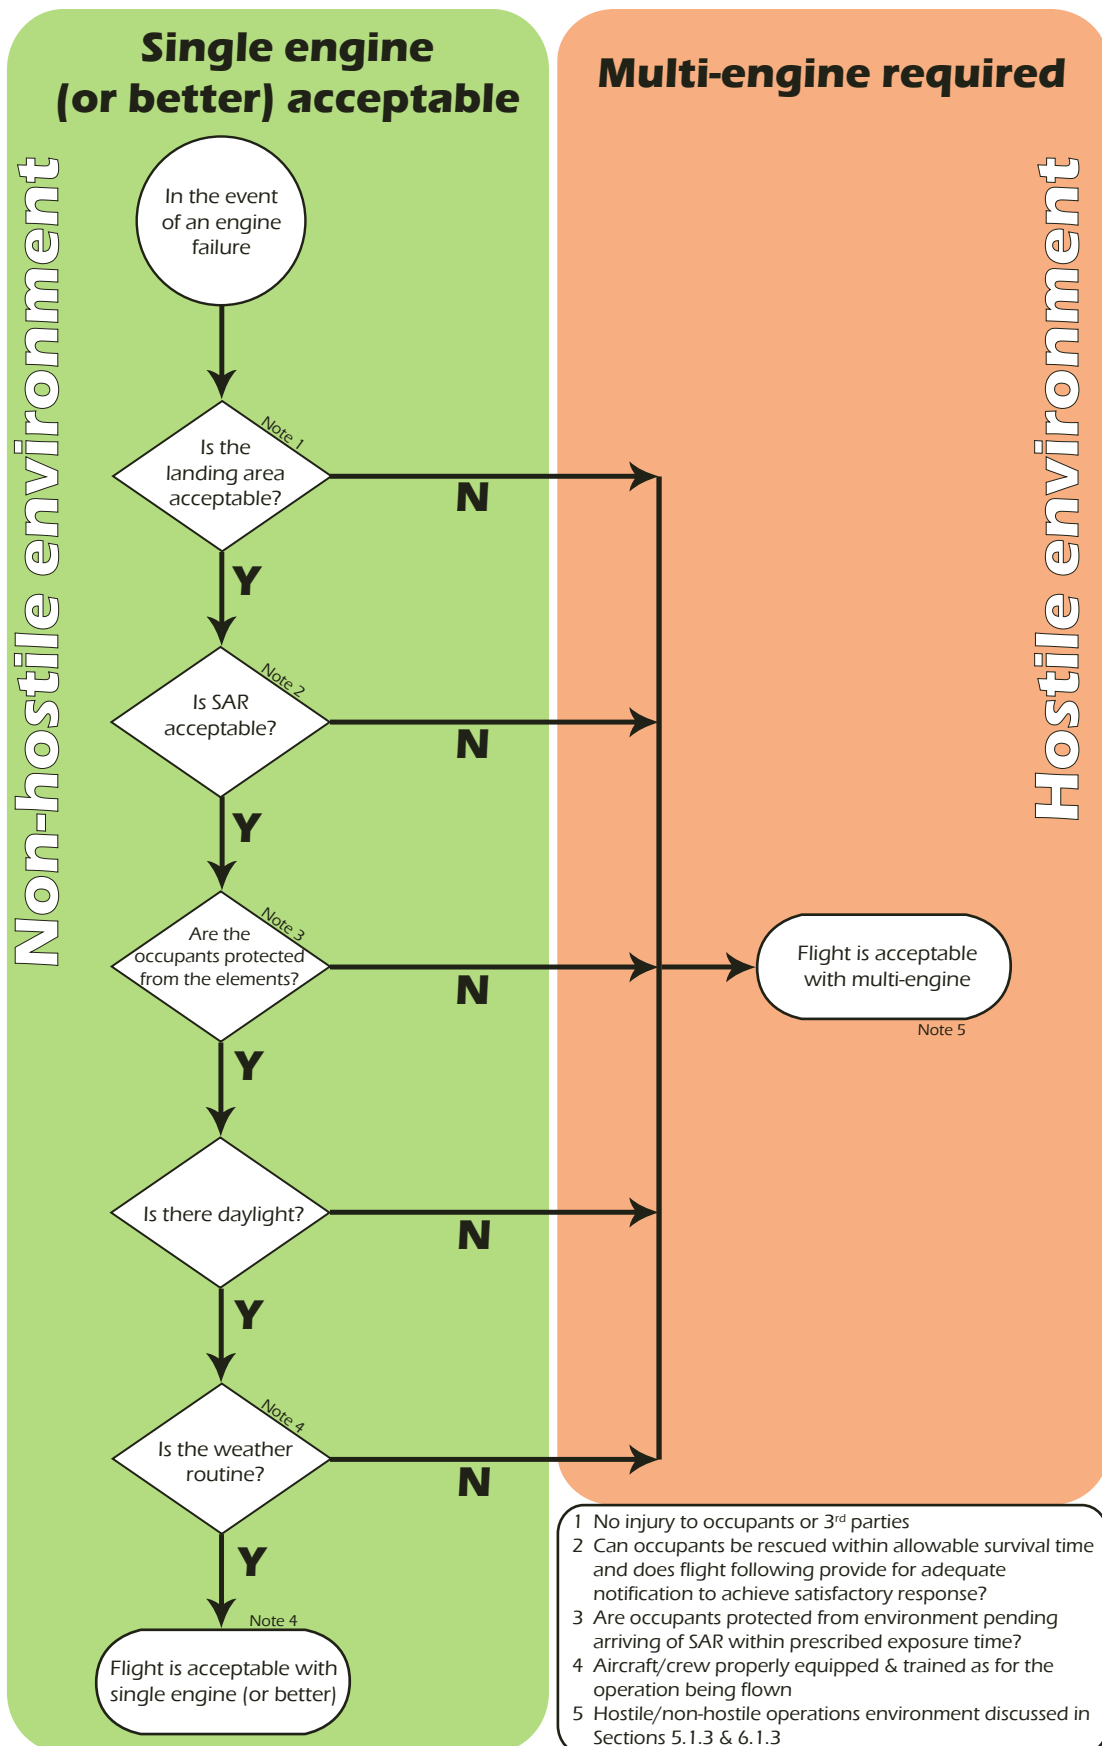 Single engine
(or better) acceptable
Multi-engine required
Non-hostile environment
Hostile environment
In the event
of an engine
failure
Note 1
Is the
landing area
acceptable?
N
Y
Note 2
Is SAR
acceptable?
N
Y
Note 3
Are the
occupants protected
from the elements?
N
Flight is acceptable
with multi-engine
Note 5
Y
Is there daylight?
N
Y
Note 4
Is the weather
routine?
N
Y
Note 4
Flight is acceptable with
single engine (or better)
1 No injury to occupants or 3rd parties
2 Can occupants be rescued within allowable survival time
and does flight following provide for adequate
notification to achieve satisfactory response?
3 Are occupants protected from environment pending
arriving of SAR within prescribed exposure time?
4 Aircraft/crew properly equipped & trained as for the
operation being flown
5 Hostile/non-hostile operations environment discussed in
Sections 5.1.3 & 6.1.3